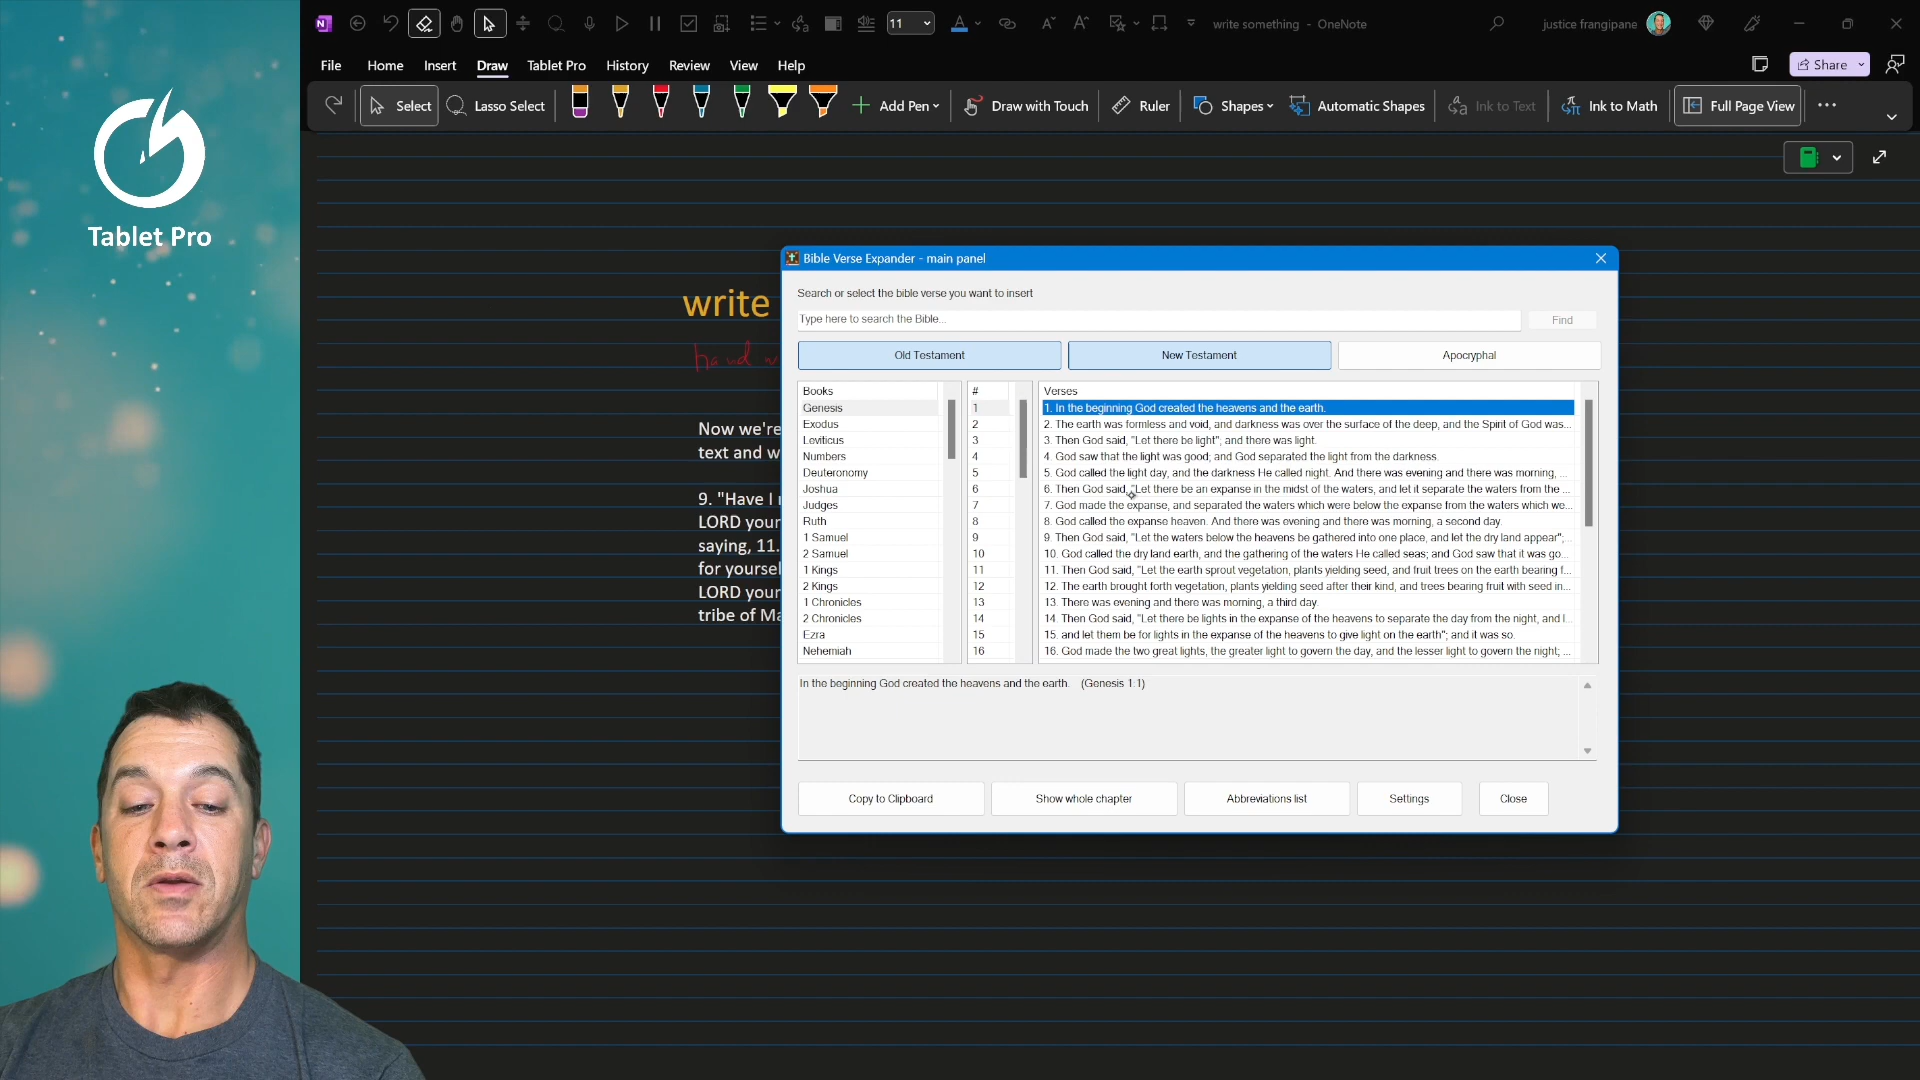 11
write something - OneNote
justice frangipane
File Home Insert Draw Tablet Pro History Review View Help
Share
Select Lasso Select Add Pen Draw with Touch Ruler Shapes Automatic Shapes Ink to Text Ink to Math Full Page View
Tablet Pro
write
hand w
Now we're
text and w
9. "Have I
LORD your
saying, 11.
for yoursel
LORD your
tribe of Ma
Bible Verse Expander - main panel
Search or select the bible verse you want to insert
Type here to search the Bible...
Find
Old Testament New Testament Apocryphal
Books # Verses
Genesis 1 1. In the beginning God created the heavens and the earth.
Exodus 2 2. The earth was formless and void, and darkness was over the surface of the deep, and the Spirit of God was...
Leviticus 3 3. Then God said, "Let there be light"; and there was light.
Numbers 4 4. God saw that the light was good; and God separated the light from the darkness.
Deuteronomy 5 5. God called the light day, and the darkness He called night. And there was evening and there was morning, ...
Joshua 6 6. Then God said, "Let there be an expanse in the midst of the waters, and let it separate the waters from the ...
Judges 7 7. God made the expanse, and separated the waters which were below the expanse from the waters which we...
Ruth 8 8. God called the expanse heaven. And there was evening and there was morning, a second day.
1 Samuel 9 9. Then God said, "Let the waters below the heavens be gathered into one place, and let the dry land appear";...
2 Samuel 10 10. God called the dry land earth, and the gathering of the waters He called seas; and God saw that it was go...
1 Kings 11 11. Then God said, "Let the earth sprout vegetation, plants yielding seed, and fruit trees on the earth bearing f...
2 Kings 12 12. The earth brought forth vegetation, plants yielding seed after their kind, and trees bearing fruit with seed in...
1 Chronicles 13 13. There was evening and there was morning, a third day.
2 Chronicles 14 14. Then God said, "Let there be lights in the expanse of the heavens to separate the day from the night, and l...
Ezra 15 15. and let them be for lights in the expanse of the heavens to give light on the earth"; and it was so.
Nehemiah 16 16. God made the two great lights, the greater light to govern the day, and the lesser light to govern the night; ...
In the beginning God created the heavens and the earth. (Genesis 1:1)
Copy to Clipboard Show whole chapter Abbreviations list Settings Close